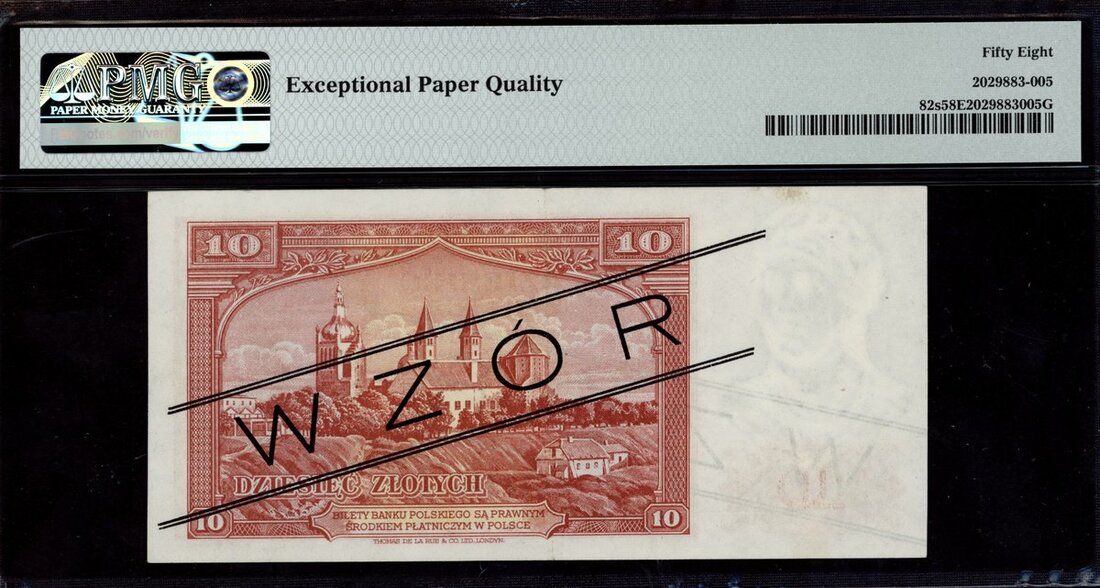 PMG
PAPER MONEY GUARANTY
Exceptional Paper Quality
Fifty Eight
2029883-005
82s58E2029883005G
10
10
WZÓR
DZIESIĘĆ ZŁOTYCH
10
BILETY BANKU POLSKIEGO SĄ PRAWNYM
ŚRODKIEM PŁATNICZYM W POLSCE
10
THOMAS DE LA RUE & CO. LTD., LONDYN.